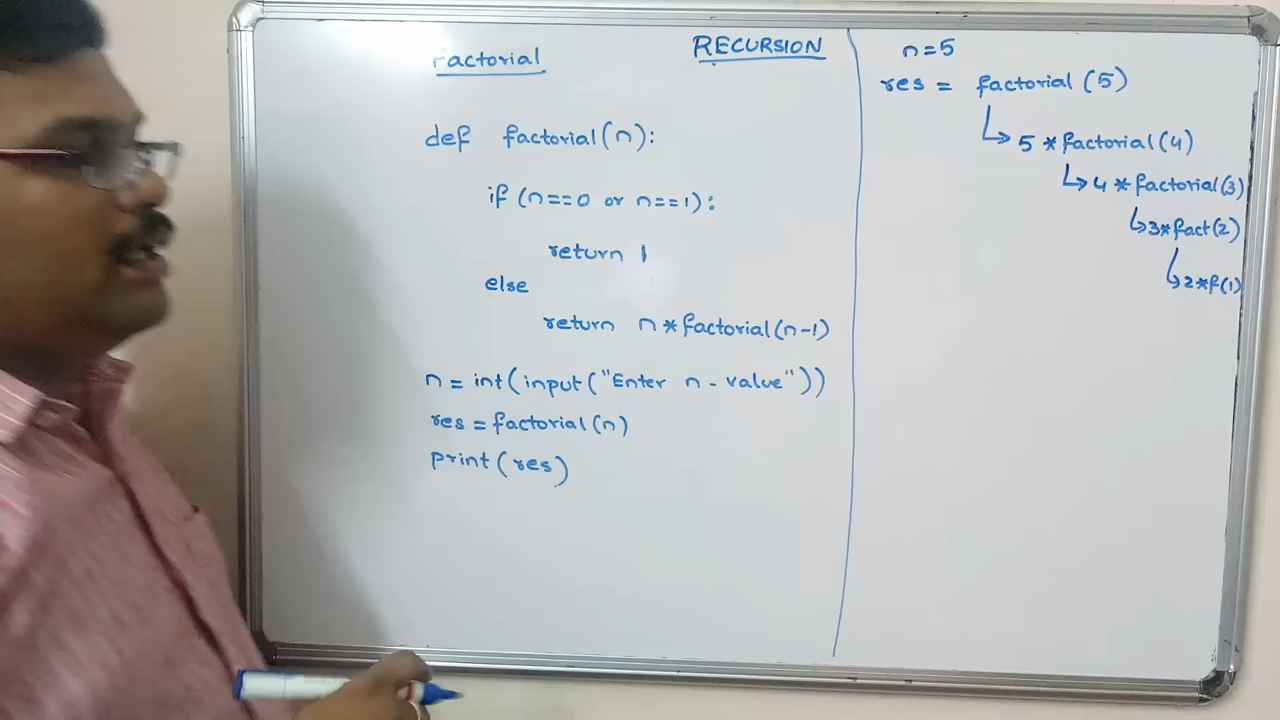 Factorial
RECURSION
def factorial(n):
if (n==0 or n==1):
return 1
else
return n*factorial(n-1)
n = int(input("Enter n-value"))
res = factorial(n)
print(res)
n=5
res = factorial(5)
5 * factorial(4)
4 * factorial(3)
3*fact(2)
2*f(1)